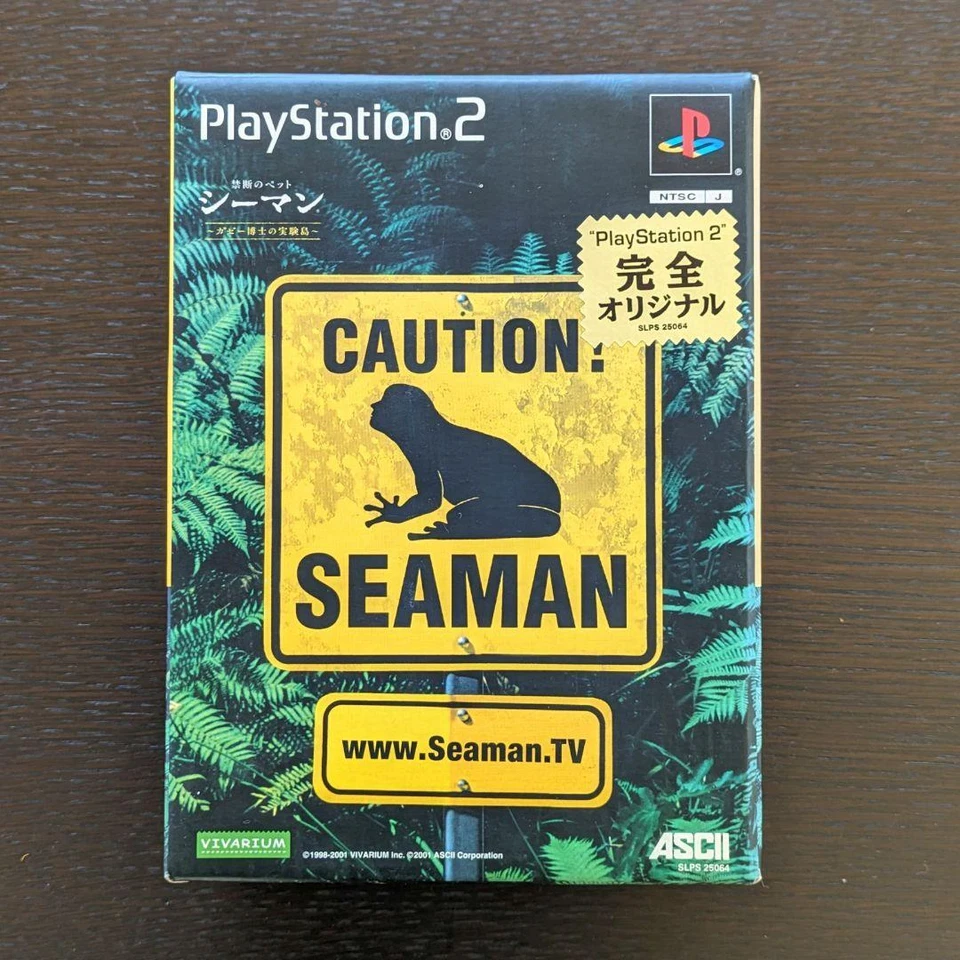 PlayStation®2
禁断のペット
シーマン
～ガゼー博士の実験島～
NTSC J
"PlayStation 2"
完全
オリジナル
SLPS 25064
CAUTION!
SEAMAN
www.Seaman.TV
VIVARIUM
©1998-2001 VIVARIUM Inc. ©2001 ASCII Corporation
ASCII
SLPS 25064